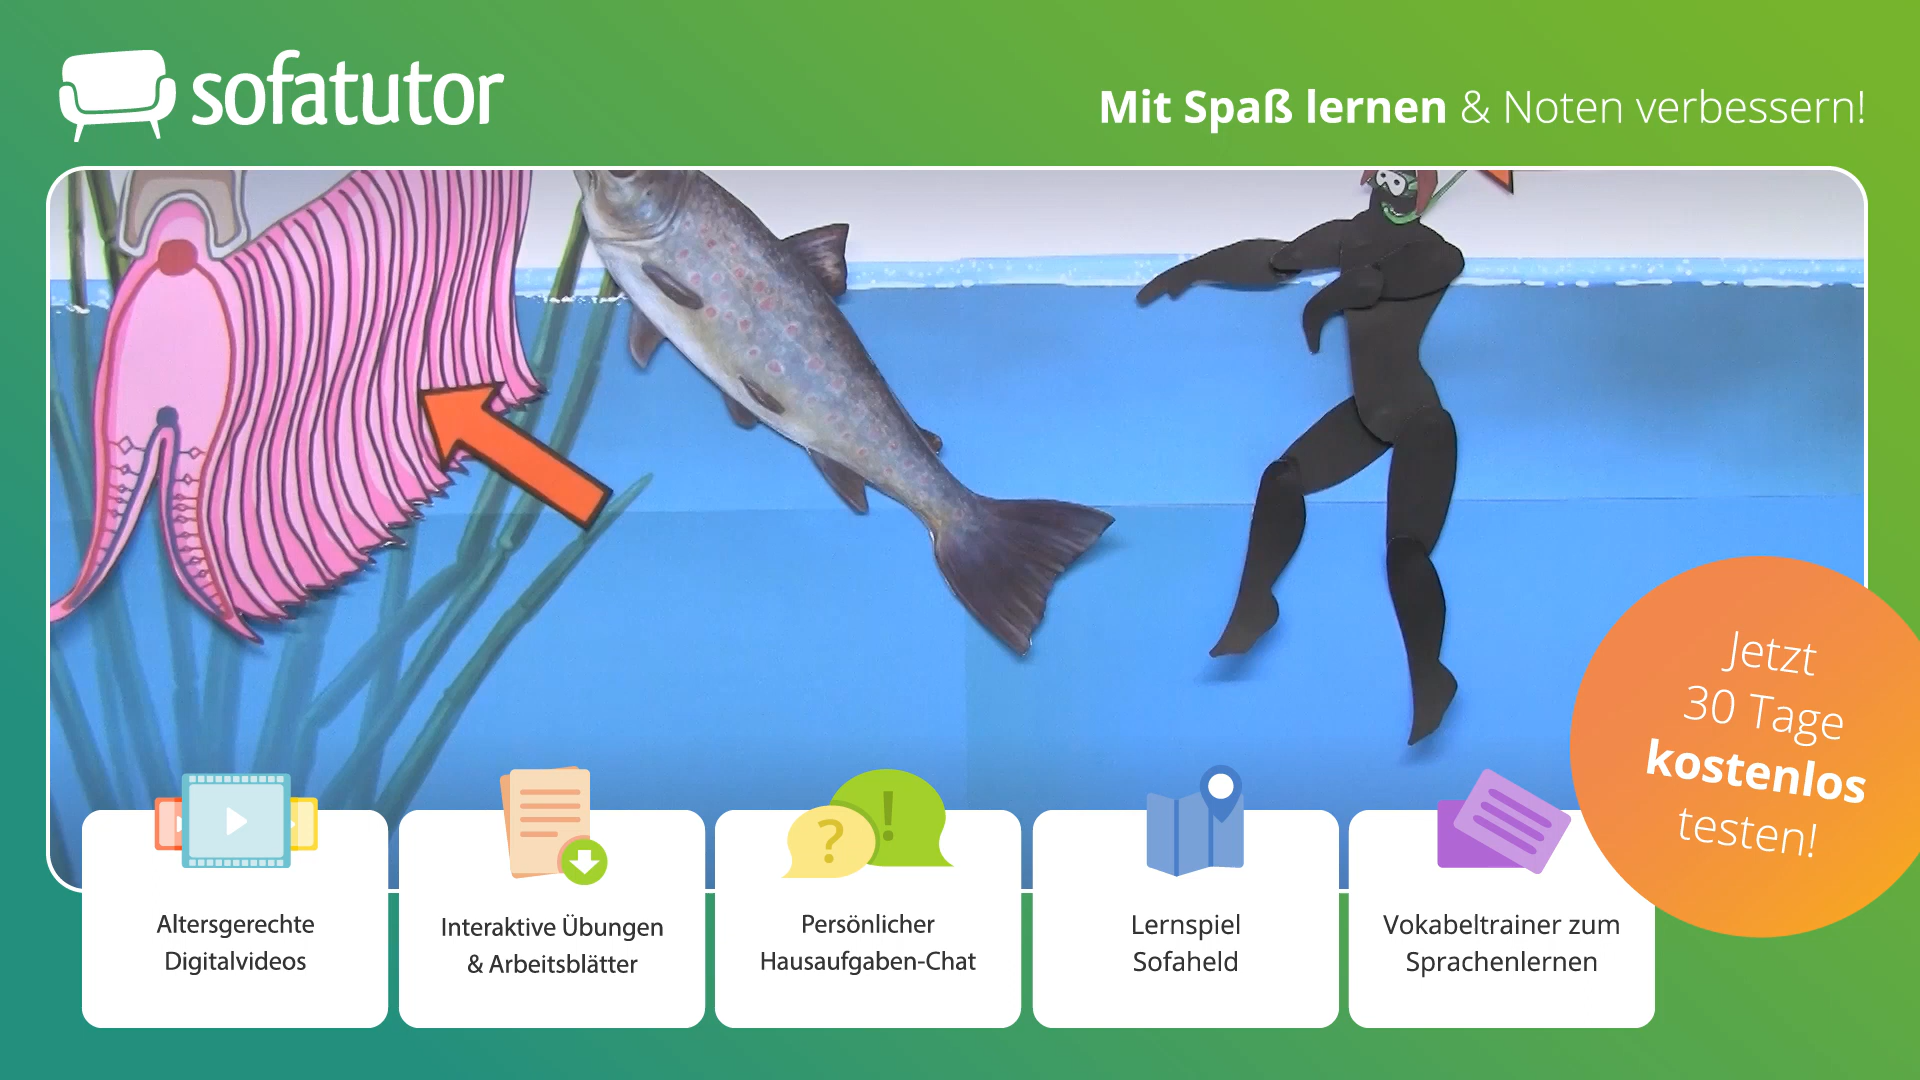 sofatutor
Mit Spaß lernen & Noten verbessern!
Jetzt
30 Tage
kostenlos
testen!
?
!
Altersgerechte
Digitalvideos
Interaktive Übungen
& Arbeitsblätter
Persönlicher
Hausaufgaben-Chat
Lernspiel
Sofaheld
Vokabeltrainer zum
Sprachenlernen